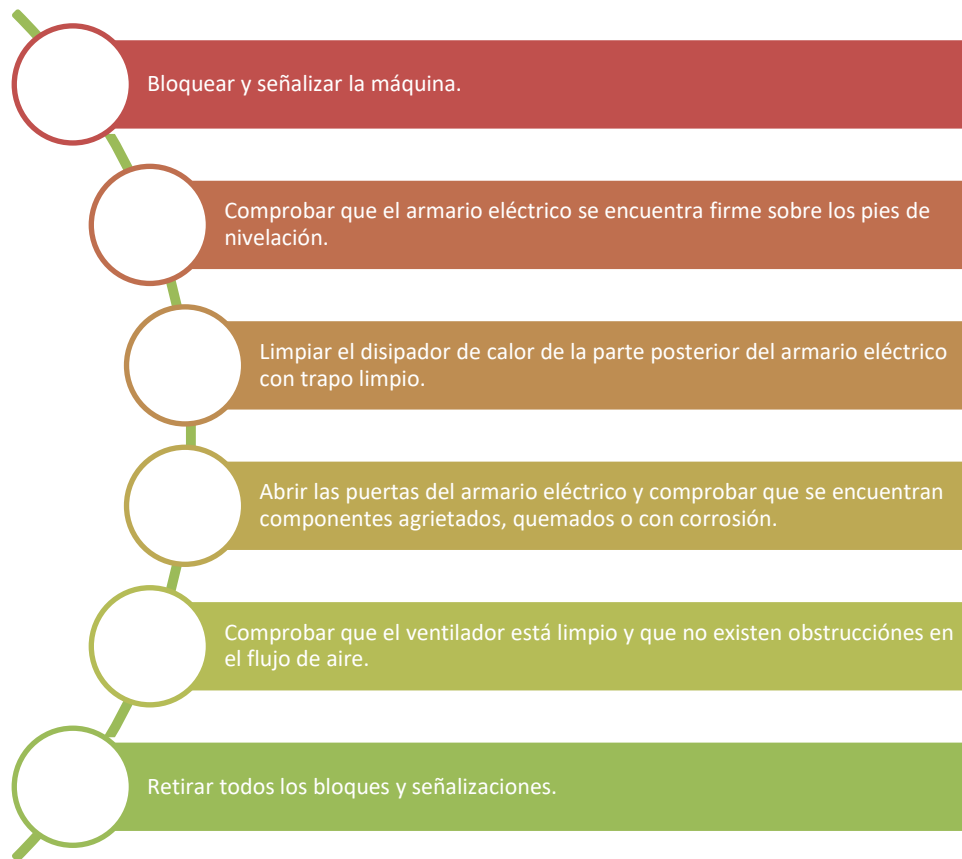 Bloquear y señalizar la máquina.
Comprobar que el armario eléctrico se encuentra firme sobre los pies de
nivelación.
Limpiar el disipador de calor de la parte posterior del armario eléctrico
con trapo limpio.
Abrir las puertas del armario eléctrico y comprobar que se encuentran
componentes agrietados, quemados o con corrosión.
Comprobar que el ventilador está limpio y que no existen obstrucciónes en
el flujo de aire.
Retirar todos los bloques y señalizaciones.